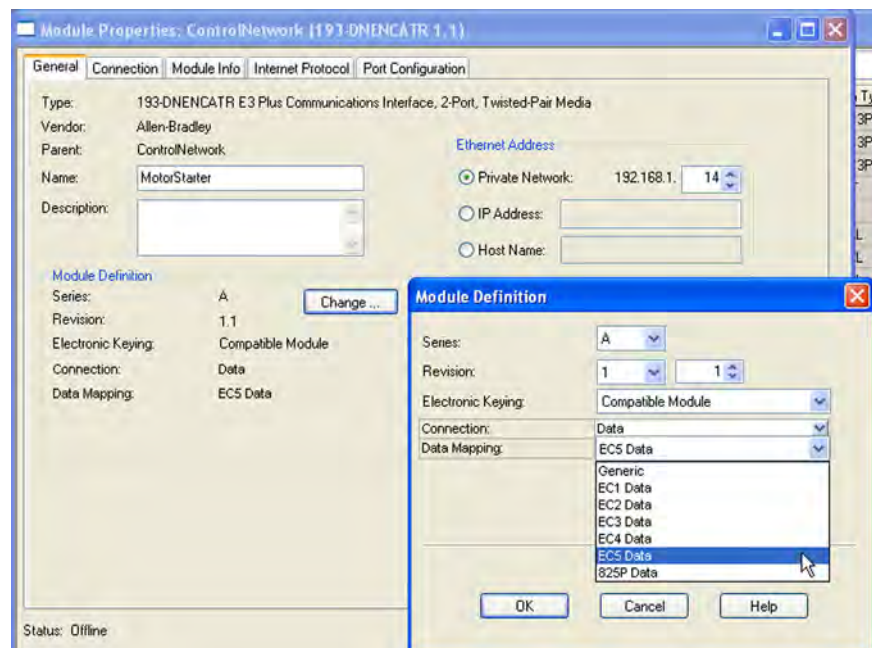 Module Properties: ControlNetwork (193-DNENCATR 1.1)
General Connection Module Info Internet Protocol Port Configuration
Type: 193-DNENCATR E3 Plus Communications Interface, 2-Port, Twisted-Pair Media
Vendor: Allen-Bradley
Parent: ControlNetwork
Name: MotorStarter
Description:
Ethernet Address
Private Network: 192.168.1. 14
IP Address:
Host Name:
Module Definition
Series: A Change ...
Revision: 1.1
Electronic Keying: Compatible Module
Connection: Data
Data Mapping: EC5 Data
Status: Offline
Module Definition
Series: A
Revision: 1 1
Electronic Keying: Compatible Module
Connection: Data
Data Mapping: EC5 Data
Generic
EC1 Data
EC2 Data
EC3 Data
EC4 Data
EC5 Data
825P Data
OK Cancel Help
Ty
3P
3P
3P
L
L